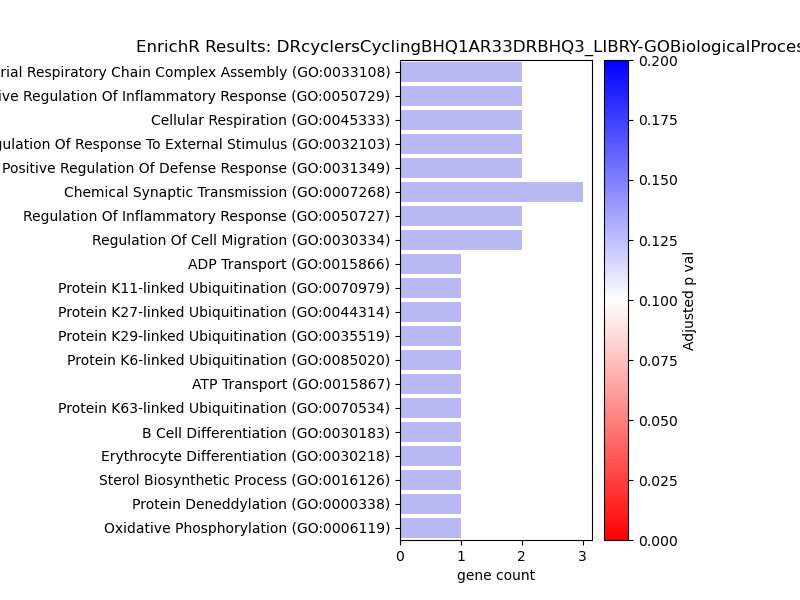 EnrichR Results: DRcyclersCyclingBHQ1AR33DRBHQ3_LIBRY-GOBiologicalProces
rial Respiratory Chain Complex Assembly (GO:0033108)
ive Regulation Of Inflammatory Response (GO:0050729)
Cellular Respiration (GO:0045333)
gulation Of Response To External Stimulus (GO:0032103)
Positive Regulation Of Defense Response (GO:0031349)
Chemical Synaptic Transmission (GO:0007268)
Regulation Of Inflammatory Response (GO:0050727)
Regulation Of Cell Migration (GO:0030334)
ADP Transport (GO:0015866)
Protein K11-linked Ubiquitination (GO:0070979)
Protein K27-linked Ubiquitination (GO:0044314)
Protein K29-linked Ubiquitination (GO:0035519)
Protein K6-linked Ubiquitination (GO:0085020)
ATP Transport (GO:0015867)
Protein K63-linked Ubiquitination (GO:0070534)
B Cell Differentiation (GO:0030183)
Erythrocyte Differentiation (GO:0030218)
Sterol Biosynthetic Process (GO:0016126)
Protein Deneddylation (GO:0000338)
Oxidative Phosphorylation (GO:0006119)
0 1 2 3
gene count
0.200
0.175
0.150
0.125
0.100
0.075
0.050
0.025
0.000
Adjusted p val